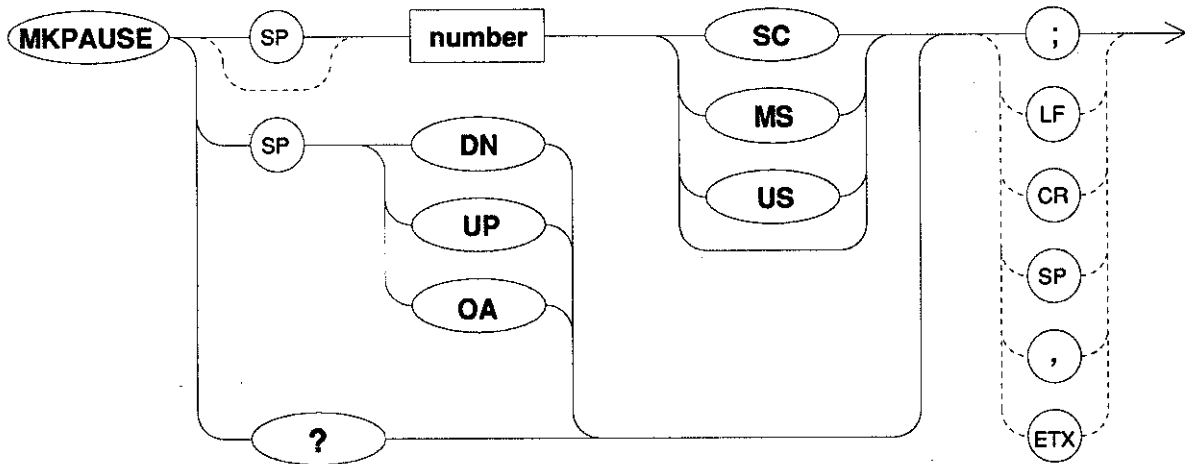 MKPAUSE SP number SC ;
MS LF
SP DN US CR
UP SP
OA ,
? ETX